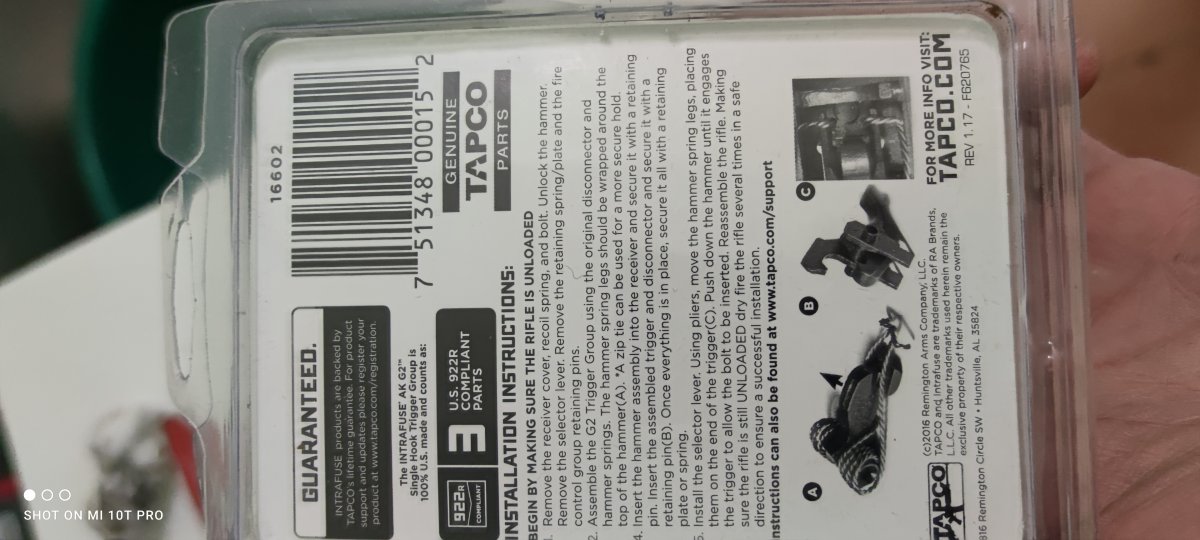 GUARANTEED.
INTRAFUSE® products are backed by
TAPCO's lifetime guarantee. For product
support and updates please register your
product at www.tapco.com/registration.
The INTRAFUSE® AK G2™
Single Hook Trigger Group is
100% U.S. made and counts as:
922R
COMPLIANT
3
U.S. 922R
COMPLIANT
PARTS
16602
7 51348 00015 2
GENUINE
TAPCO
PARTS
INSTALLATION INSTRUCTIONS:
BEGIN BY MAKING SURE THE RIFLE IS UNLOADED
1. Remove the receiver cover, recoil spring, and bolt. Unlock the hammer.
Remove the selector lever. Remove the retaining spring/plate and the fire
control group retaining pins.
2. Assemble the G2 Trigger Group using the original disconnector and
hammer springs. The hammer spring legs should be wrapped around the
top of the hammer(A). *A zip tie can be used for a more secure hold.
4. Insert the hammer assembly into the receiver and secure it with a retaining
pin. Insert the assembled trigger and disconnector and secure it with a
retaining pin(B). Once everything is in place, secure it all with a retaining
plate or spring.
5. Install the selector lever. Using pliers, move the hammer spring legs, placing
them on the end of the trigger(C). Push down the hammer until it engages
the trigger to allow the bolt to be inserted. Reassemble the rifle. Making
sure the rifle is still UNLOADED dry fire the rifle several times in a safe
direction to ensure a successful installation.
nstructions can also be found at www.tapco.com/support
A
B
C
TAPCO
(c)2016 Remington Arms Company, LLC.
TAPCO and Intrafuse are trademarks of RA Brands,
L.L.C. All other trademarks used herein remain the
exclusive property of their respective owners.
816 Remington Circle SW • Huntsville, AL 35824
FOR MORE INFO VISIT:
TAPCO.COM
REV 1. 17 - F620765
SHOT ON MI 10T PRO